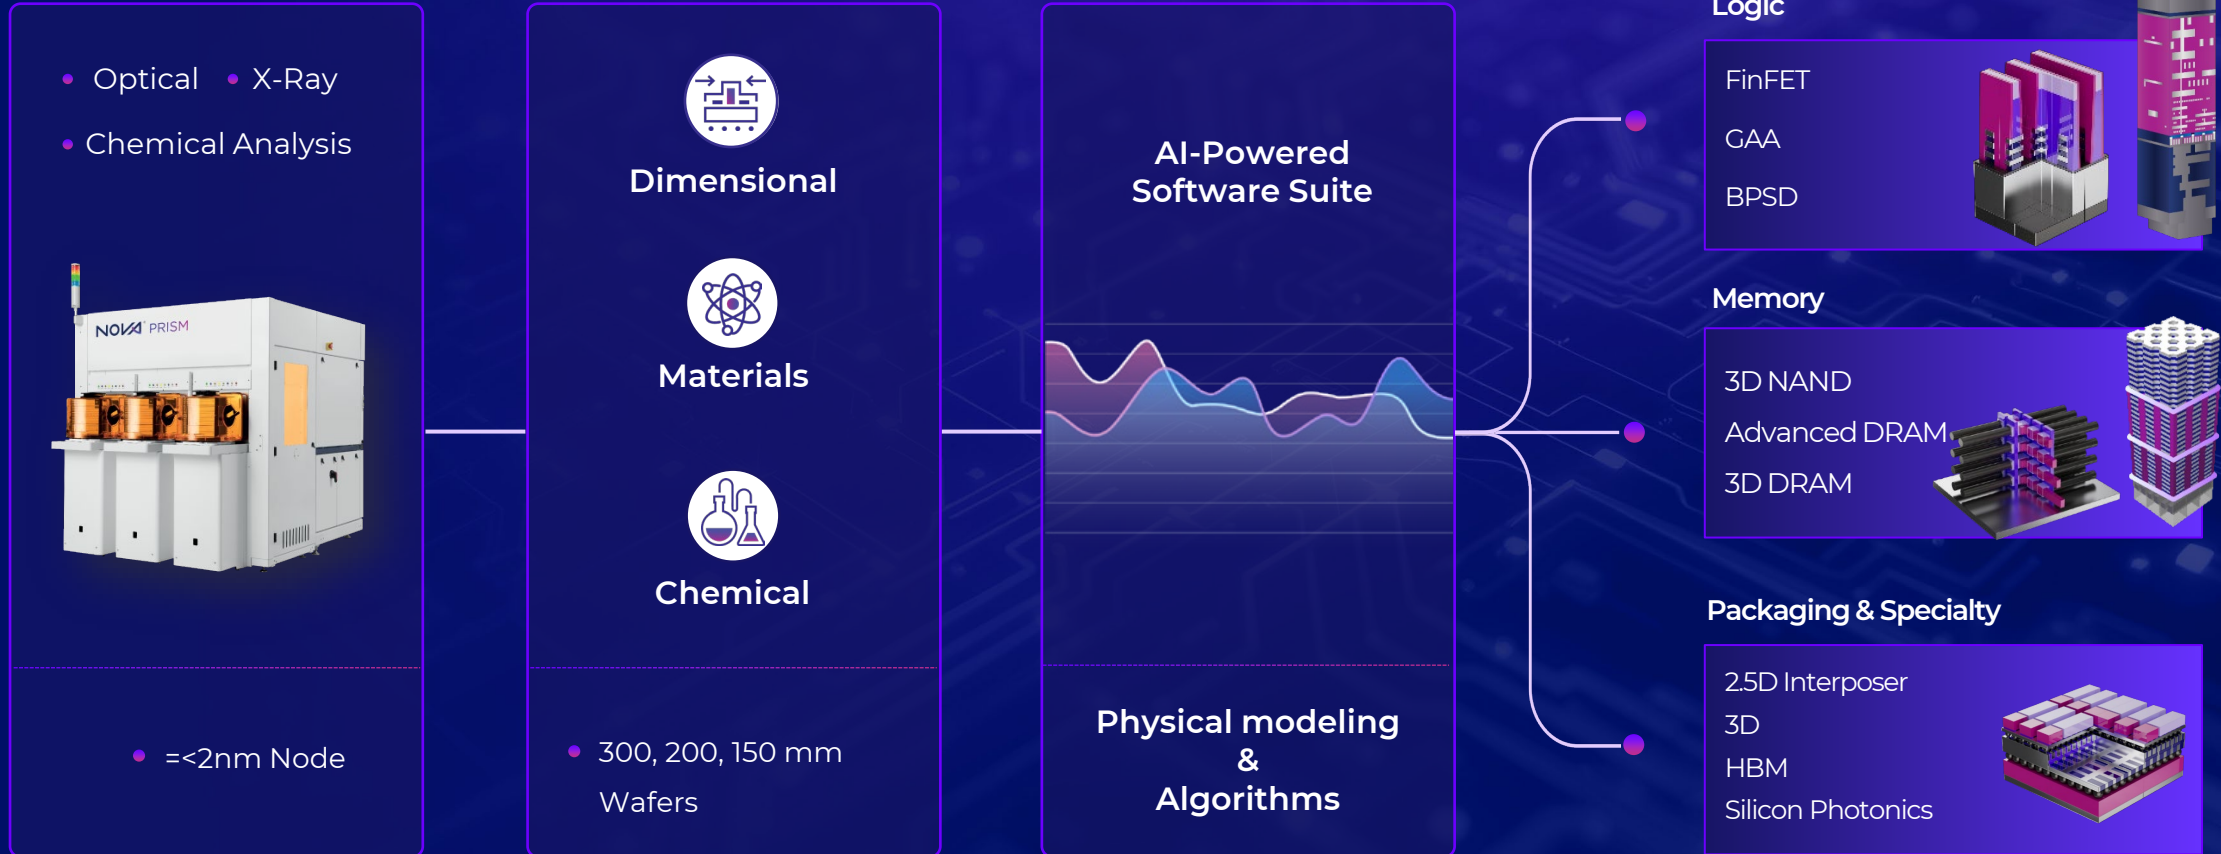 Optical
X-Ray
Chemical Analysis
NOVA PRISM
=<2nm Node
Dimensional
Materials
Chemical
300, 200, 150 mm
Wafers
AI-Powered
Software Suite
Physical modeling
&
Algorithms
Logic
FinFET
GAA
BPSD
Memory
3D NAND
Advanced DRAM
3D DRAM
Packaging & Specialty
2.5D Interposer
3D
HBM
Silicon Photonics